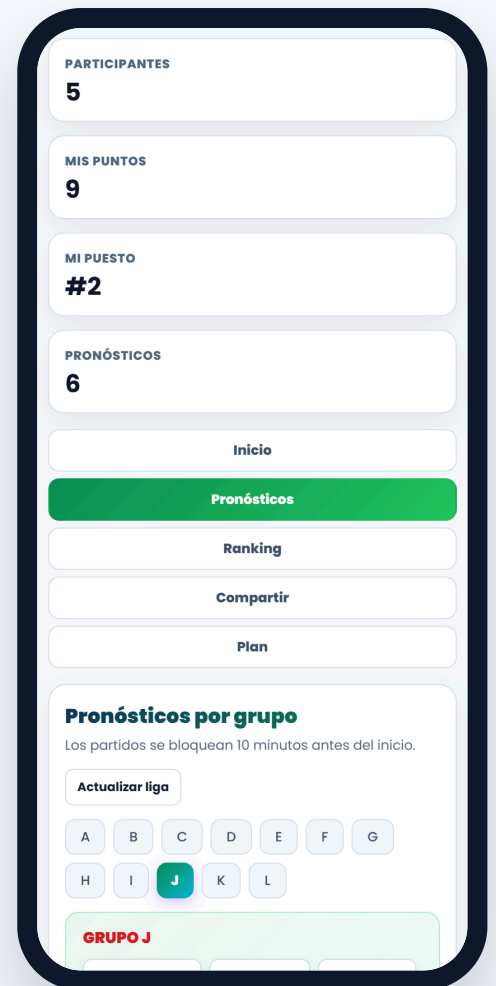 PARTICIPANTES
5
MIS PUNTOS
9
MI PUESTO
#2
PRONÓSTICOS
6
Inicio
Pronósticos
Ranking
Compartir
Plan
Pronósticos por grupo
Los partidos se bloquean 10 minutos antes del inicio.
Actualizar liga
A B C D E F G
H I J K L
GRUPO J